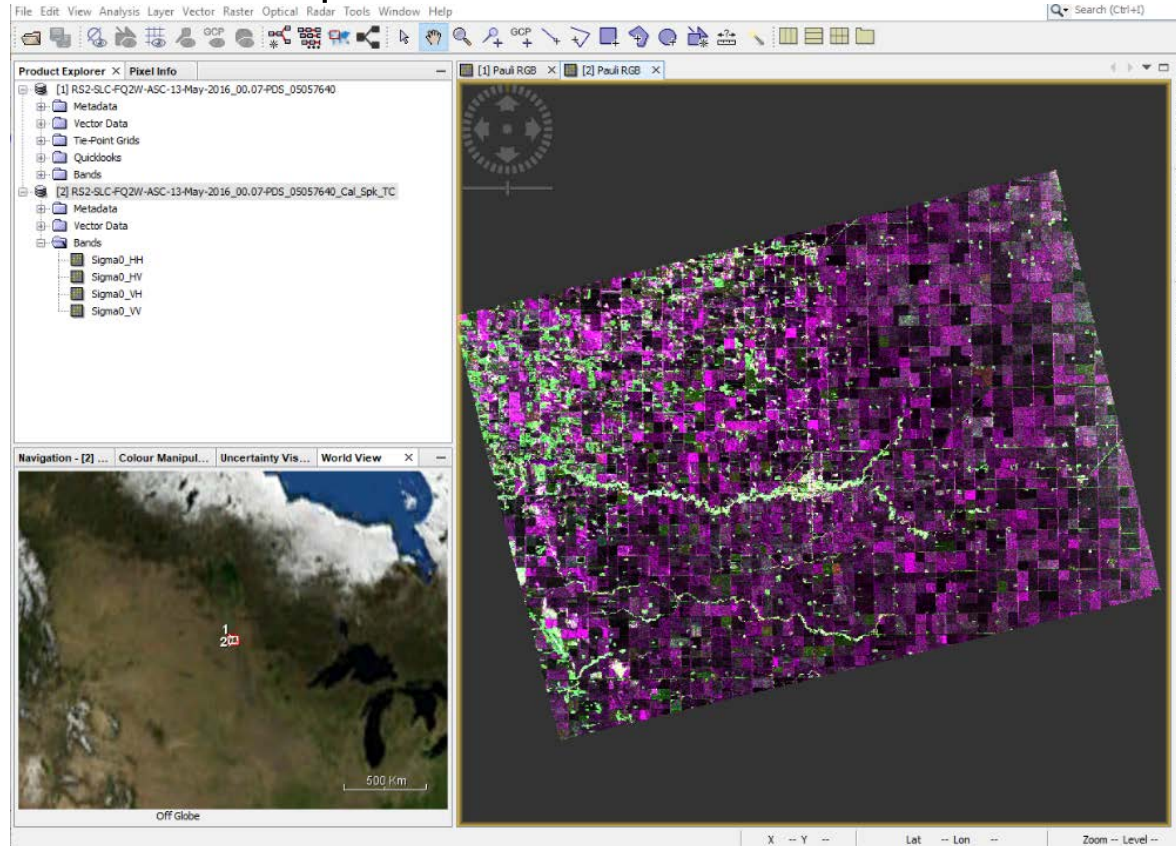 File Edit View Analysis Layer Vector Raster Optical Radar Tools Window Help
Search (Ctrl+I)
GCP
GCP
Product Explorer × Pixel Info
[1] Pauli RGB × [2] Pauli RGB ×
[1] RS2-SLC-FQ2W-ASC-13-May-2016_00.07-PDS_05057640
Metadata
Vector Data
Tie-Point Grids
Quicklooks
Bands
[2] RS2-SLC-FQ2W-ASC-13-May-2016_00.07-PDS_05057640_Cal_Spk_TC
Metadata
Vector Data
Bands
Sigma0_HH
Sigma0_HV
Sigma0_VH
Sigma0_VV
Navigation - [2] ... Colour Manipul... Uncertainty Vis... World View ×
1
2
500 Km
Off Globe
X -- Y -- Lat -- Lon -- Zoom -- Level --